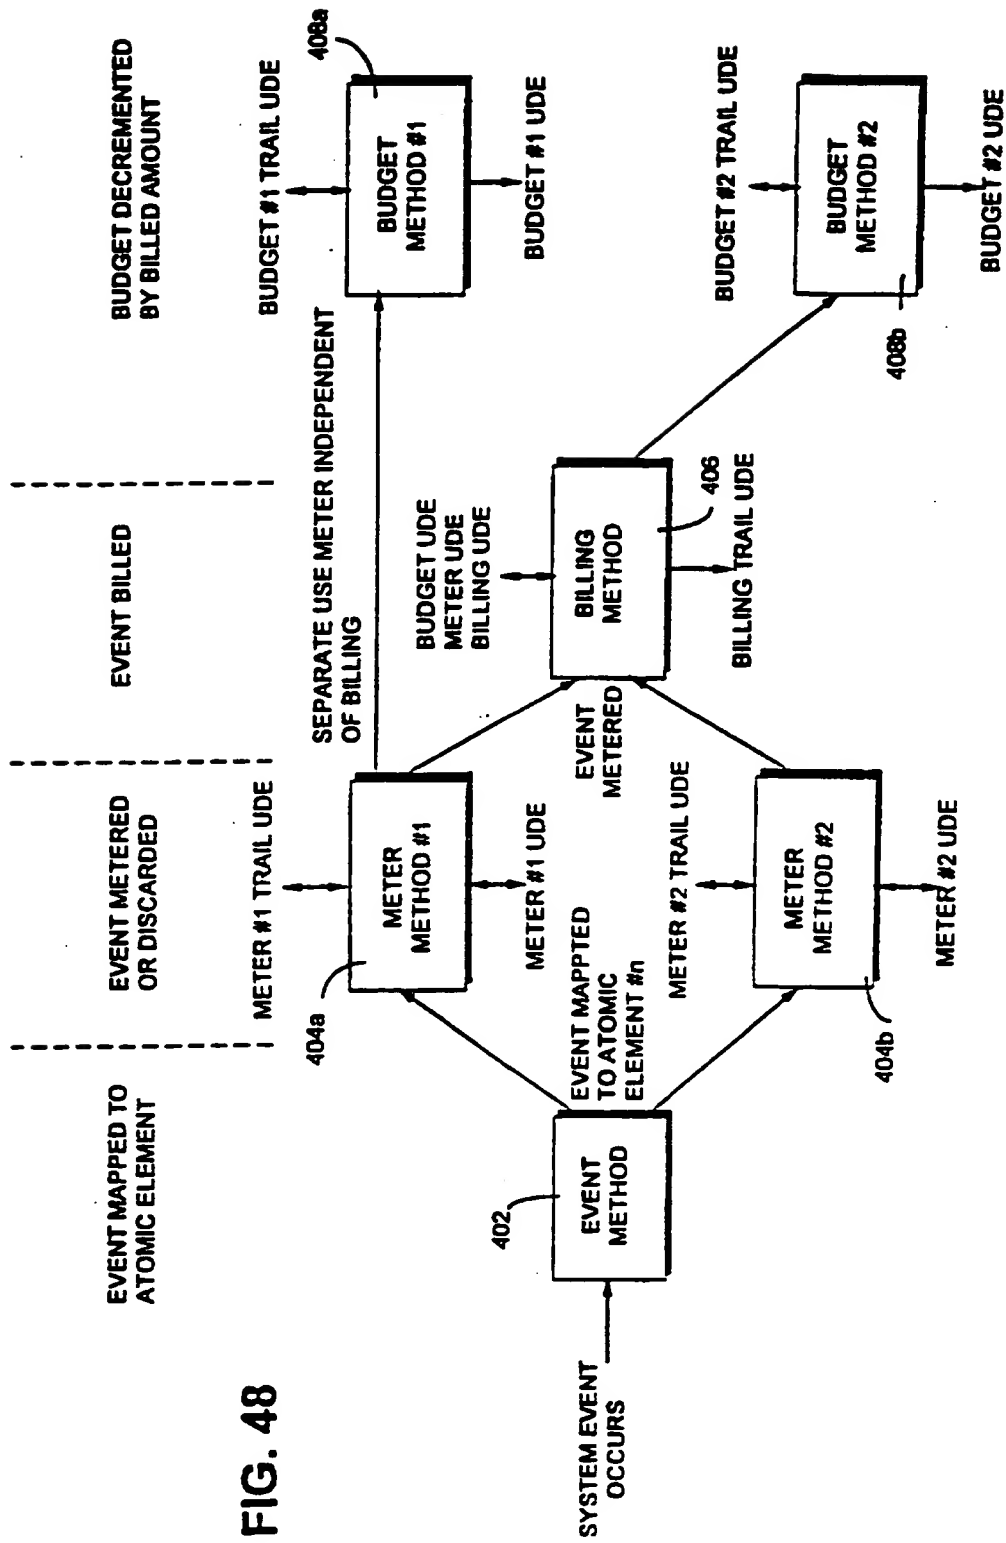 FIG. 48
EVENT MAPPED TO
ATOMIC ELEMENT
EVENT METERED
OR DISCARDED
EVENT BILLED
BUDGET DECREMENTED
BY BILLED AMOUNT
SYSTEM EVENT
OCCURS
402
EVENT
METHOD
EVENT MAPPTED
TO ATOMIC
ELEMENT #n
METER #1 TRAIL UDE
404a
METER
METHOD #1
METER #1 UDE
METER #2 TRAIL UDE
METER
METHOD #2
404b
METER #2 UDE
SEPARATE USE METER INDEPENDENT
OF BILLING
EVENT
METERED
BUDGET UDE
METER UDE
BILLING UDE
BILLING
METHOD
406
BILLING TRAIL UDE
BUDGET #1 TRAIL UDE
408a
BUDGET
METHOD #1
BUDGET #1 UDE
BUDGET #2 TRAIL UDE
BUDGET
METHOD #2
408b
BUDGET #2 UDE